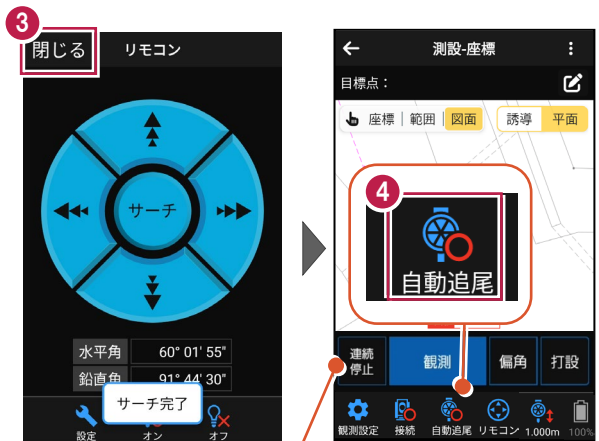 3
閉じる
リモコン
サーチ
水平角 60° 01' 55"
鉛直角 91° 44' 30"
サーチ完了
設定 オン オフ
測設-座標
目標点：
座標 範囲 図面 誘導 平面
4
自動追尾
連続
停止
観測 偏角 打設
観測設定 接続 自動追尾 リモコン 1.000m 100%